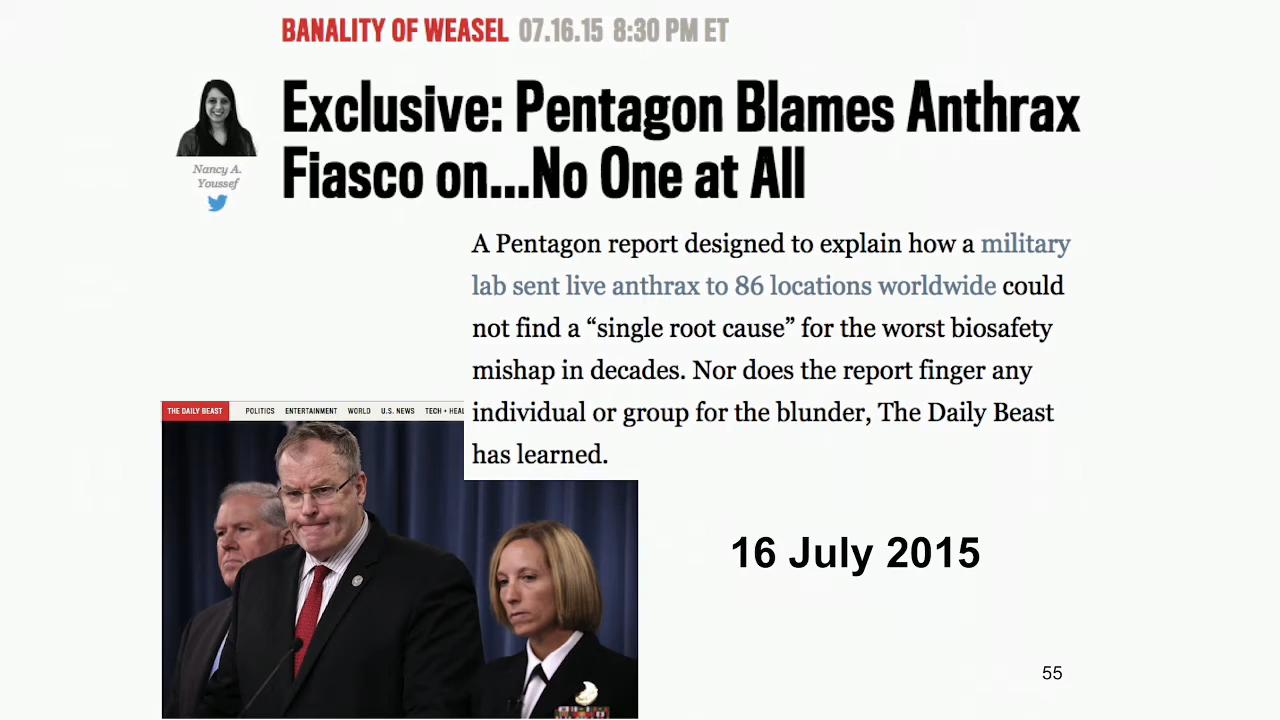 BANALITY OF WEASEL 07.16.15 8:30 PM ET
Exclusive: Pentagon Blames Anthrax
Fiasco on...No One at All
Nancy A.
Youssef
A Pentagon report designed to explain how a military
lab sent live anthrax to 86 locations worldwide could
not find a “single root cause” for the worst biosafety
mishap in decades. Nor does the report finger any
individual or group for the blunder, The Daily Beast
has learned.
THE DAILY BEAST POLITICS ENTERTAINMENT WORLD U.S. NEWS TECH + HEAL
16 July 2015
55